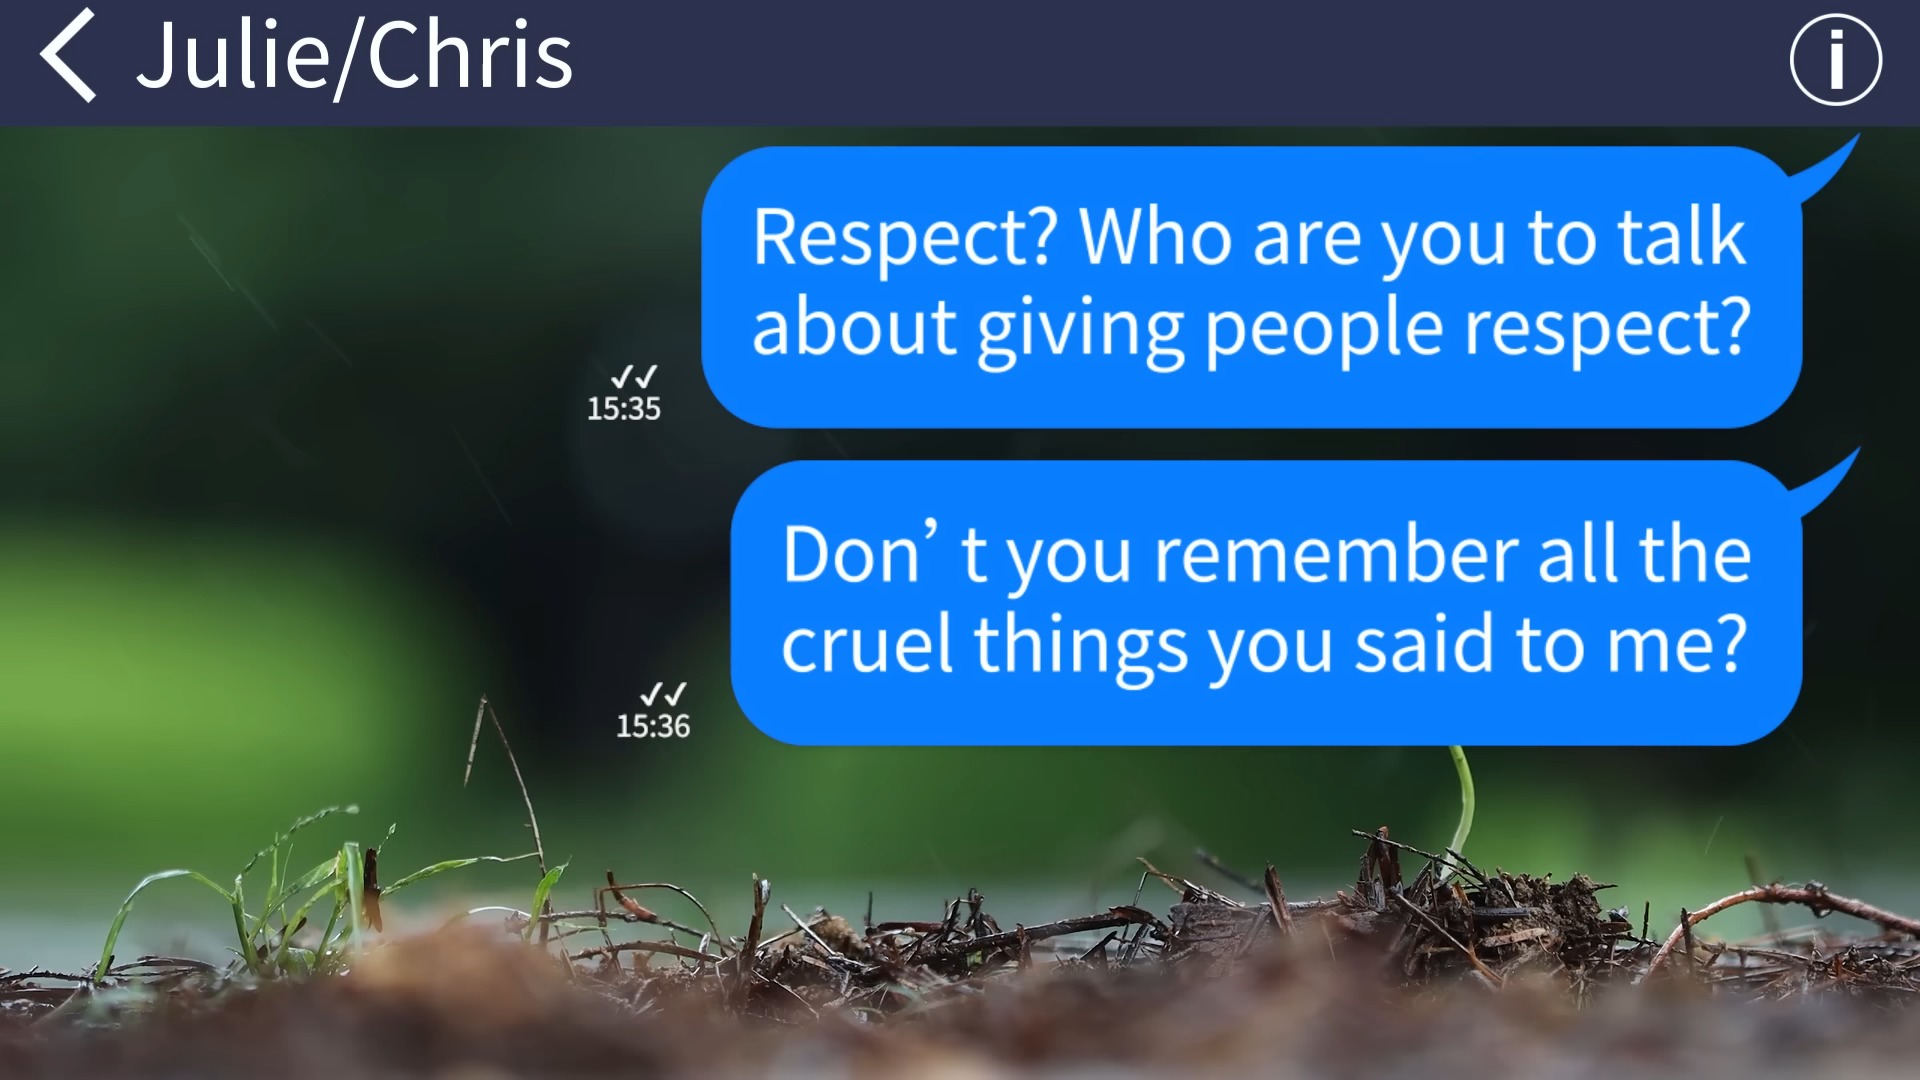 Julie/Chris
Respect? Who are you to talk
about giving people respect?
✓✓
15:35
Don’ t you remember all the
cruel things you said to me?
✓✓
15:36